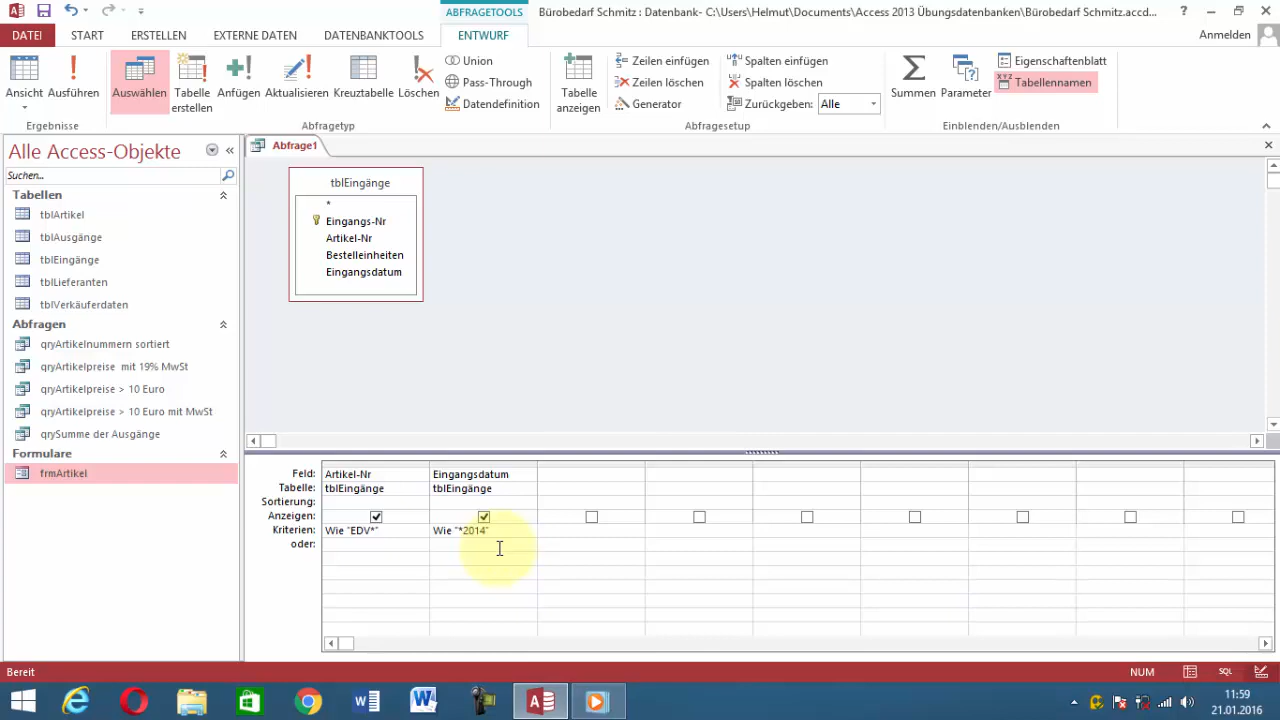 ABFRAGETOOLS
Bürobedarf Schmitz : Datenbank- C:\Users\Helmut\Documents\Access 2013 Übungsdatenbanken\Bürobedarf Schmitz.accd...
DATEI START ERSTELLEN EXTERNE DATEN DATENBANKTOOLS ENTWURF Anmelden
Ansicht Ausführen Auswählen Tabelle erstellen Anfügen Aktualisieren Kreuztabelle Löschen
Union
Pass-Through
Datendefinition
Tabelle anzeigen
Zeilen einfügen
Zeilen löschen
Generator
Spalten einfügen
Spalten löschen
Zurückgeben: Alle
Summen Parameter
Eigenschaftenblatt
XYZ Tabellennamen
Ergebnisse Abfragetyp Abfragesetup Einblenden/Ausblenden
Alle Access-Objekte
Suchen...
Tabellen
tblArtikel
tblAusgänge
tblEingänge
tblLieferanten
tblVerkäuferdaten
Abfragen
qryArtikelnummern sortiert
qryArtikelpreise mit 19% MwSt
qryArtikelpreise > 10 Euro
qryArtikelpreise > 10 Euro mit MwSt
qrySumme der Ausgänge
Formulare
frmArtikel
Abfrage1
tblEingänge
*
Eingangs-Nr
Artikel-Nr
Bestelleinheiten
Eingangsdatum
Feld: Artikel-Nr Eingangsdatum
Tabelle: tblEingänge tblEingänge
Sortierung:
Anzeigen:
Kriterien: Wie "EDV*" Wie "*2014"
oder:
Bereit NUM SQL
11:59
21.01.2016